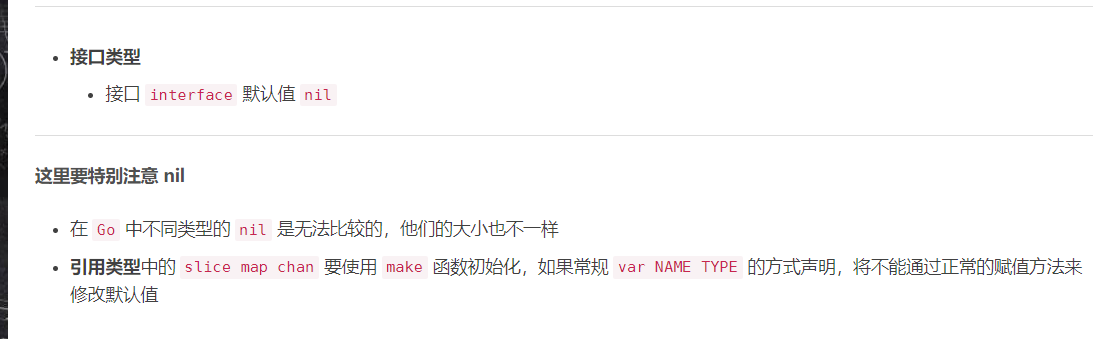 接口类型
接口 interface 默认值 nil
这里要特别注意 nil
在 Go 中不同类型的 nil 是无法比较的，他们的大小也不一样
引用类型中的 slice map chan 要使用 make 函数初始化，如果常规 var NAME TYPE 的方式声明，将不能通过正常的赋值方法来
修改默认值